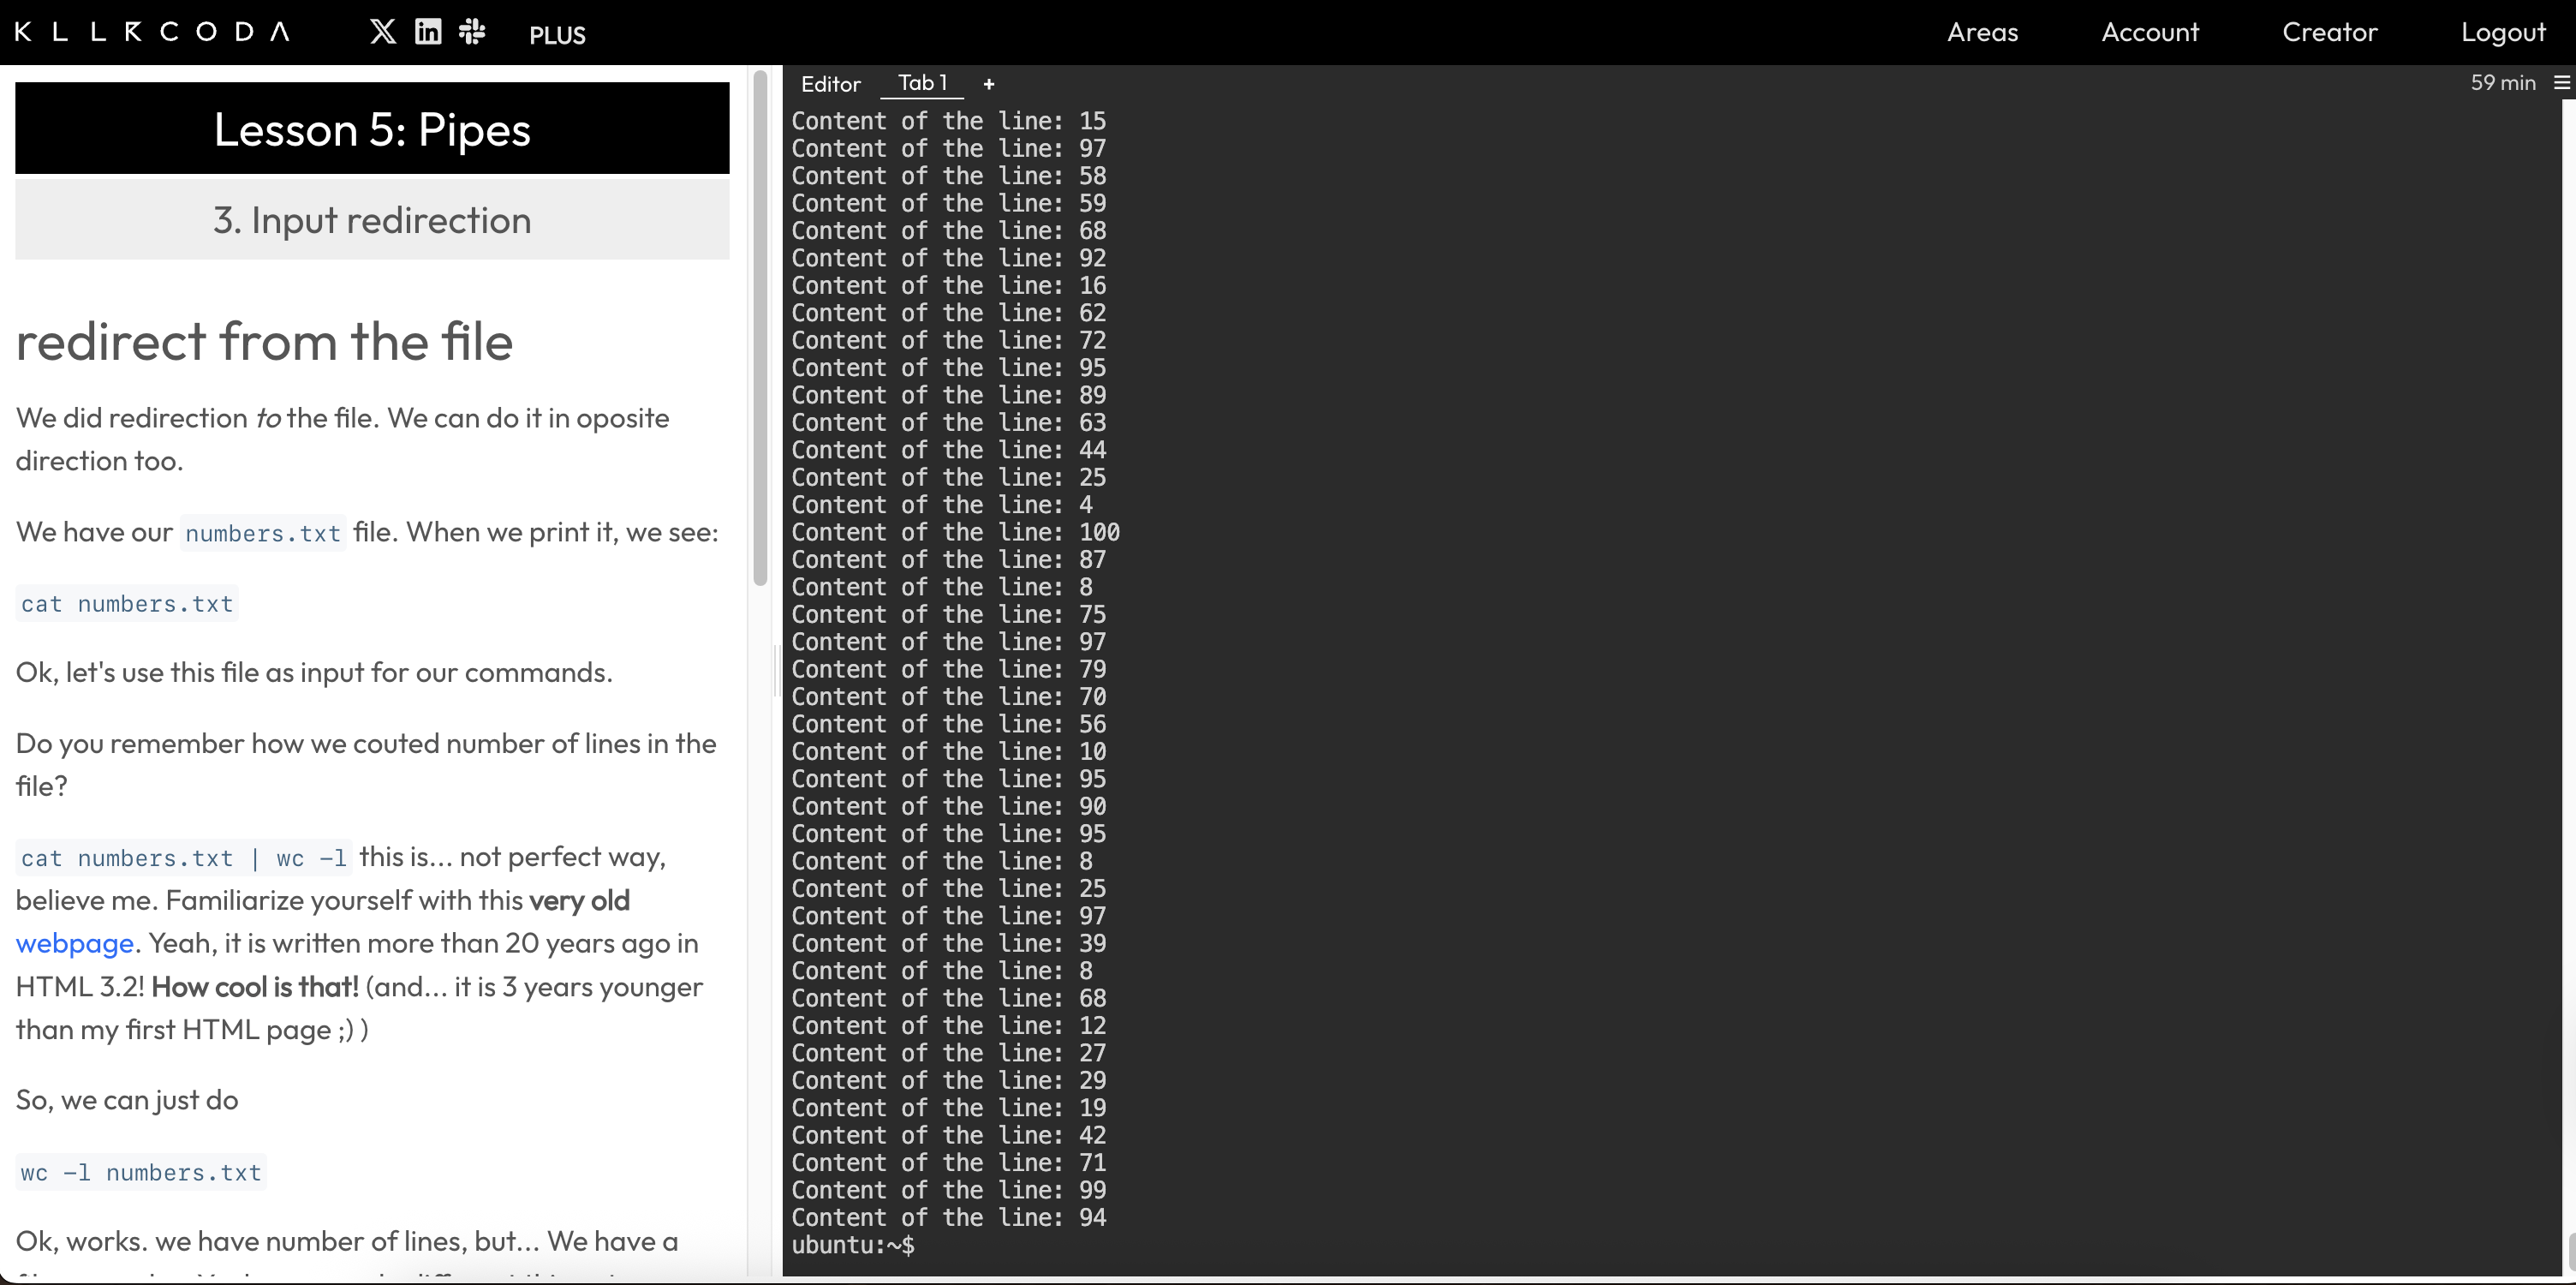 KLLRCODA PLUS Areas Account Creator Logout
Lesson 5: Pipes
3. Input redirection
redirect from the file
We did redirection to the file. We can do it in oposite
direction too.
We have our numbers.txt file. When we print it, we see:
cat numbers.txt
Ok, let's use this file as input for our commands.
Do you remember how we couted number of lines in the
file?
cat numbers.txt | wc -l this is... not perfect way,
believe me. Familiarize yourself with this very old
webpage. Yeah, it is written more than 20 years ago in
HTML 3.2! How cool is that! (and... it is 3 years younger
than my first HTML page ;) )
So, we can just do
wc -l numbers.txt
Ok, works. we have number of lines, but... We have a
Editor Tab 1 + 59 min
Content of the line: 15
Content of the line: 97
Content of the line: 58
Content of the line: 59
Content of the line: 68
Content of the line: 92
Content of the line: 16
Content of the line: 62
Content of the line: 72
Content of the line: 95
Content of the line: 89
Content of the line: 63
Content of the line: 44
Content of the line: 25
Content of the line: 4
Content of the line: 100
Content of the line: 87
Content of the line: 8
Content of the line: 75
Content of the line: 97
Content of the line: 79
Content of the line: 70
Content of the line: 56
Content of the line: 10
Content of the line: 95
Content of the line: 90
Content of the line: 95
Content of the line: 8
Content of the line: 25
Content of the line: 97
Content of the line: 39
Content of the line: 8
Content of the line: 68
Content of the line: 12
Content of the line: 27
Content of the line: 29
Content of the line: 19
Content of the line: 42
Content of the line: 71
Content of the line: 99
Content of the line: 94
ubuntu:~$